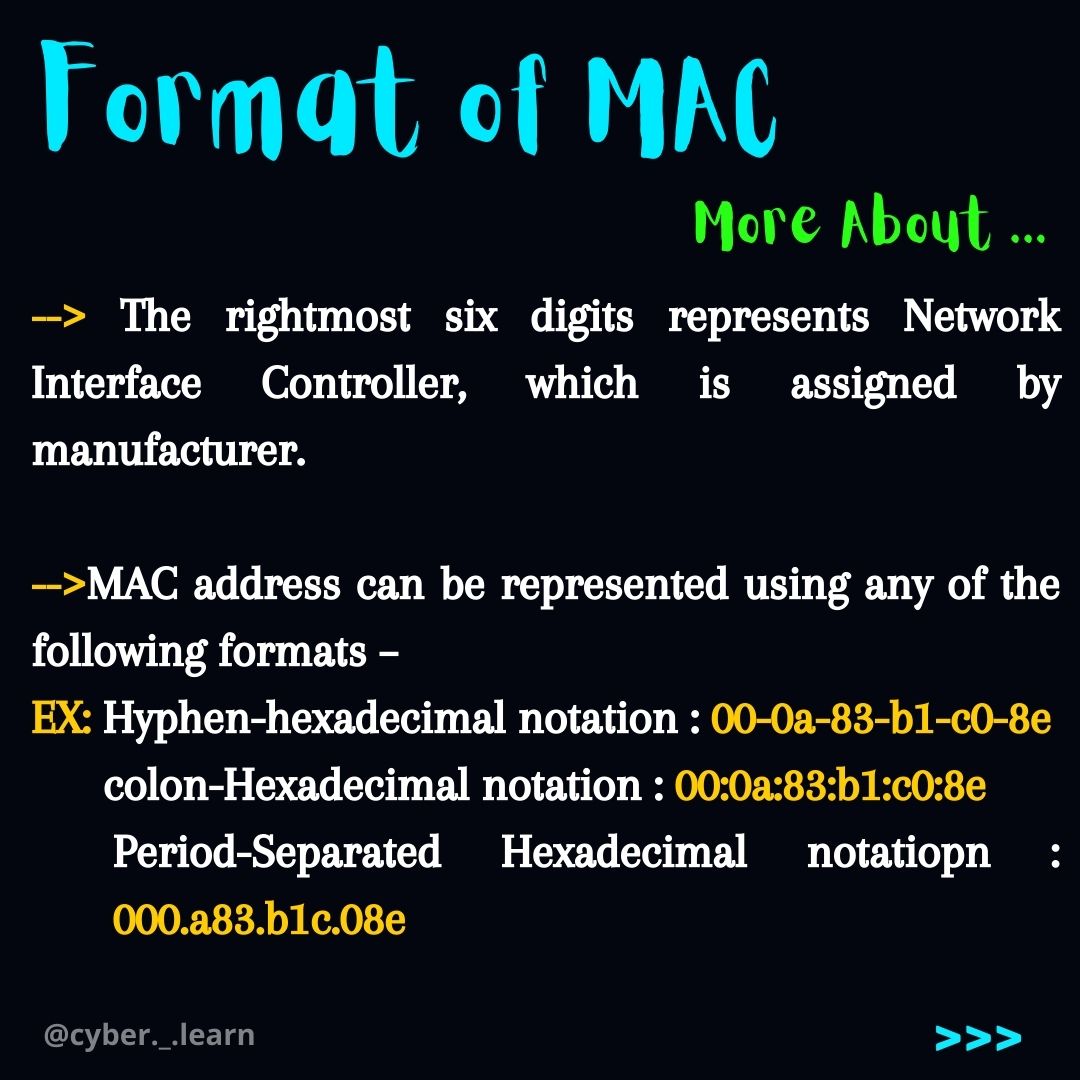 Format of MAC
More About ...
--> The rightmost six digits represents Network
Interface Controller, which is assigned by
manufacturer.
-->MAC address can be represented using any of the
following formats –
EX: Hyphen-hexadecimal notation : 00-0a-83-b1-c0-8e
colon-Hexadecimal notation : 00:0a:83:b1:c0:8e
Period-Separated Hexadecimal notatiopn :
000.a83.b1c.08e
@cyber._.learn
>>>